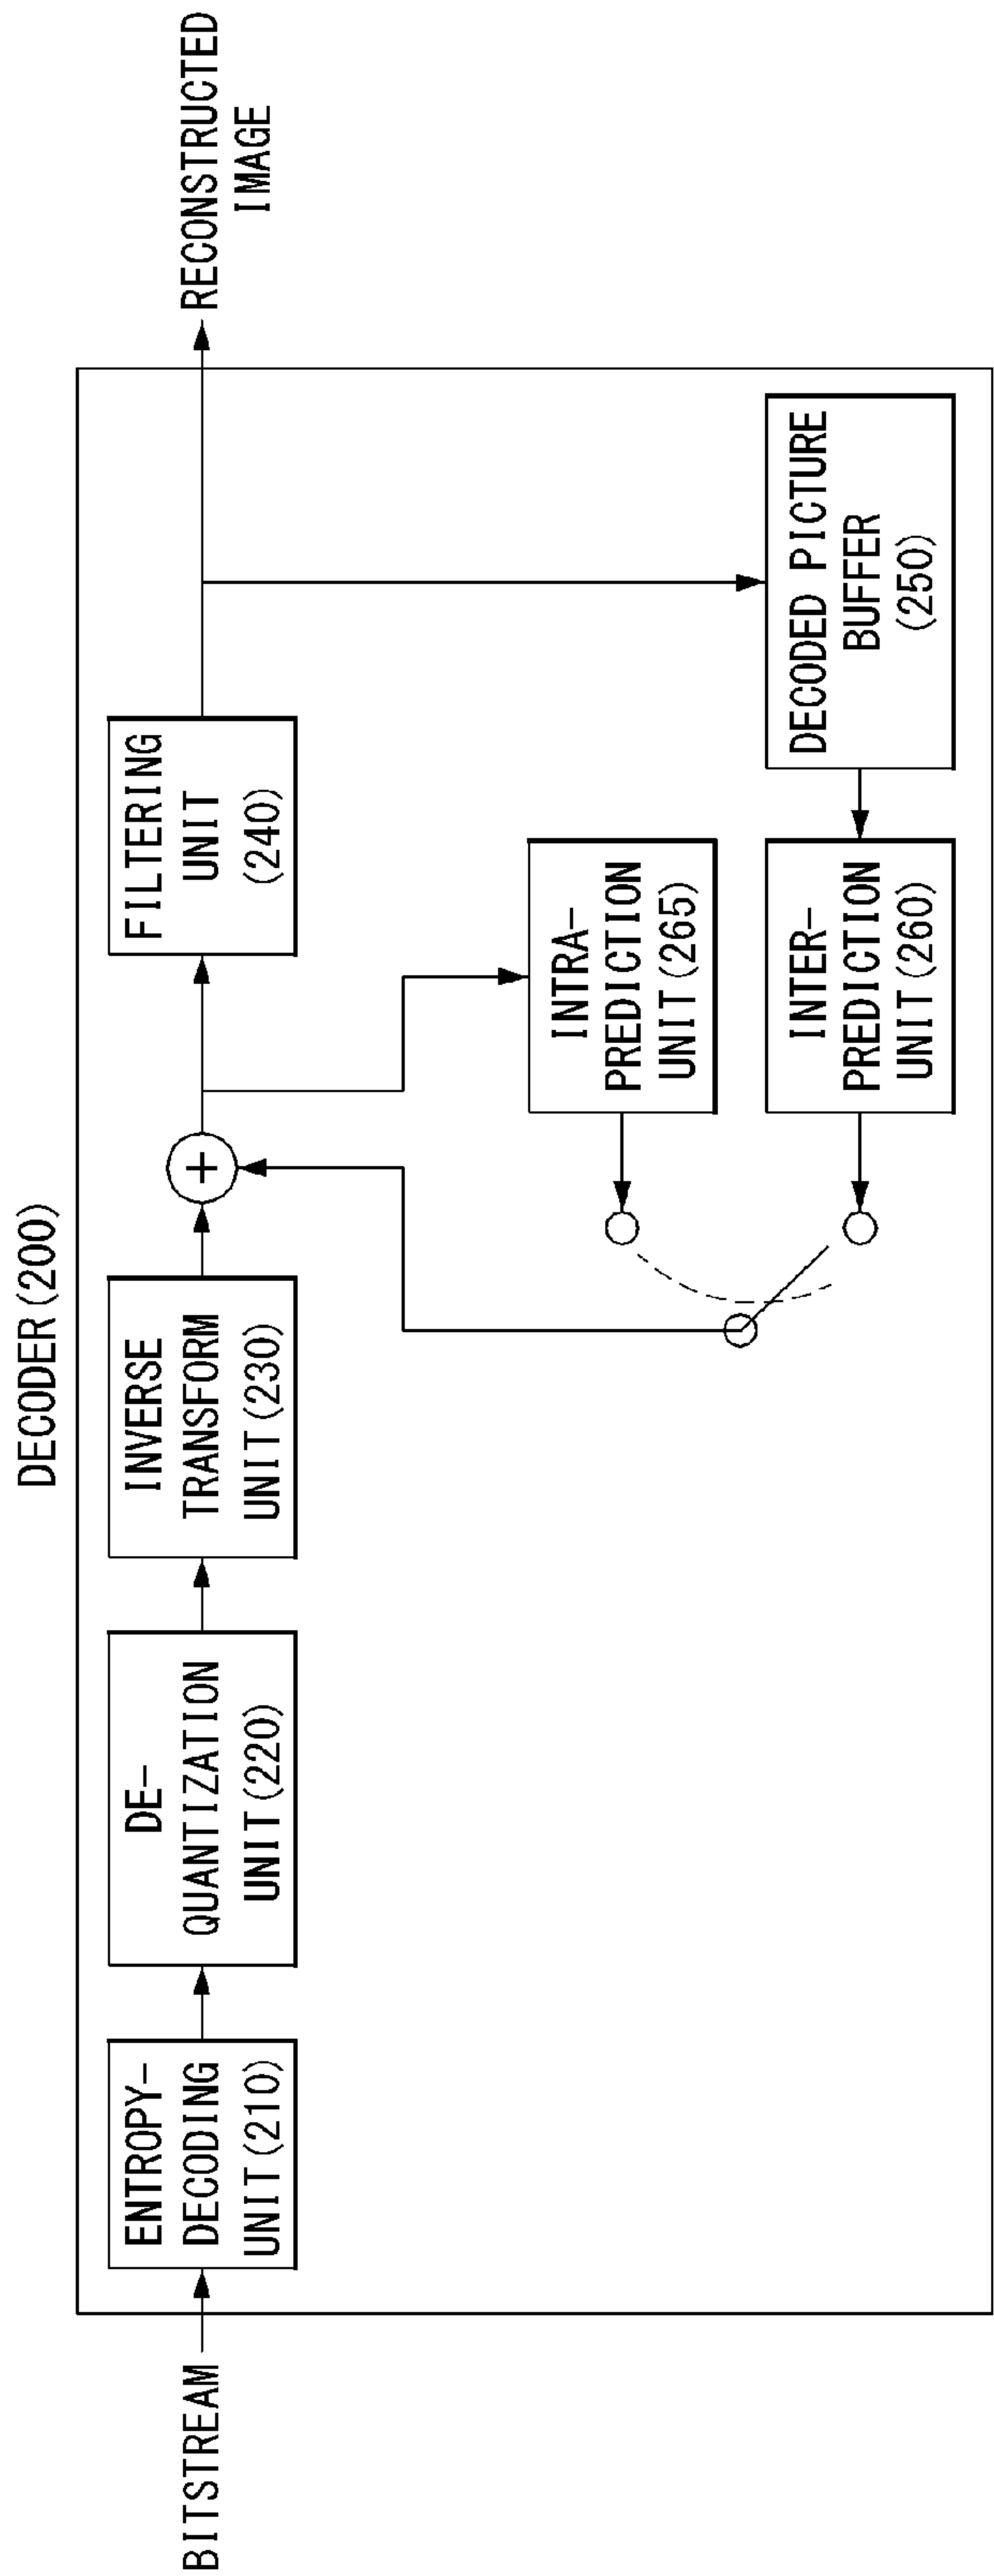 DECODER(200)
BITSTREAM
ENTROPY-
DECODING
UNIT(210)
DE-
QUANTIZATION
UNIT(220)
INVERSE
TRANSFORM
UNIT(230)
+
FILTERING
UNIT
(240)
RECONSTRUCTED
IMAGE
INTRA-
PREDICTION
UNIT(265)
INTER-
PREDICTION
UNIT(260)
DECODED PICTURE
BUFFER
(250)